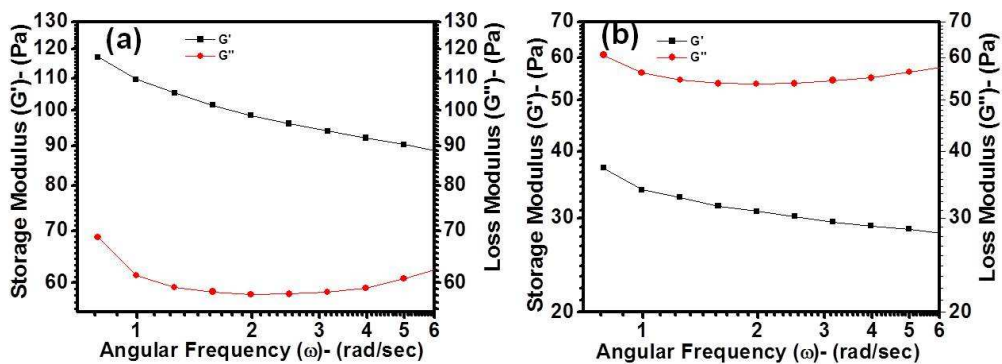 (a)
G'
G"
Storage Modulus (G')- (Pa)
130
120
110
100
90
80
70
60
Loss Modulus (G")- (Pa)
130
120
110
100
90
80
70
60
1 2 3 4 5 6
Angular Frequency (ω)- (rad/sec)
(b)
G'
G"
Storage Modulus (G')- (Pa)
70
60
50
40
30
20
Loss Modulus (G")- (Pa)
70
60
50
40
30
20
1 2 3 4 5 6
Angular Frequency (ω)- (rad/sec)